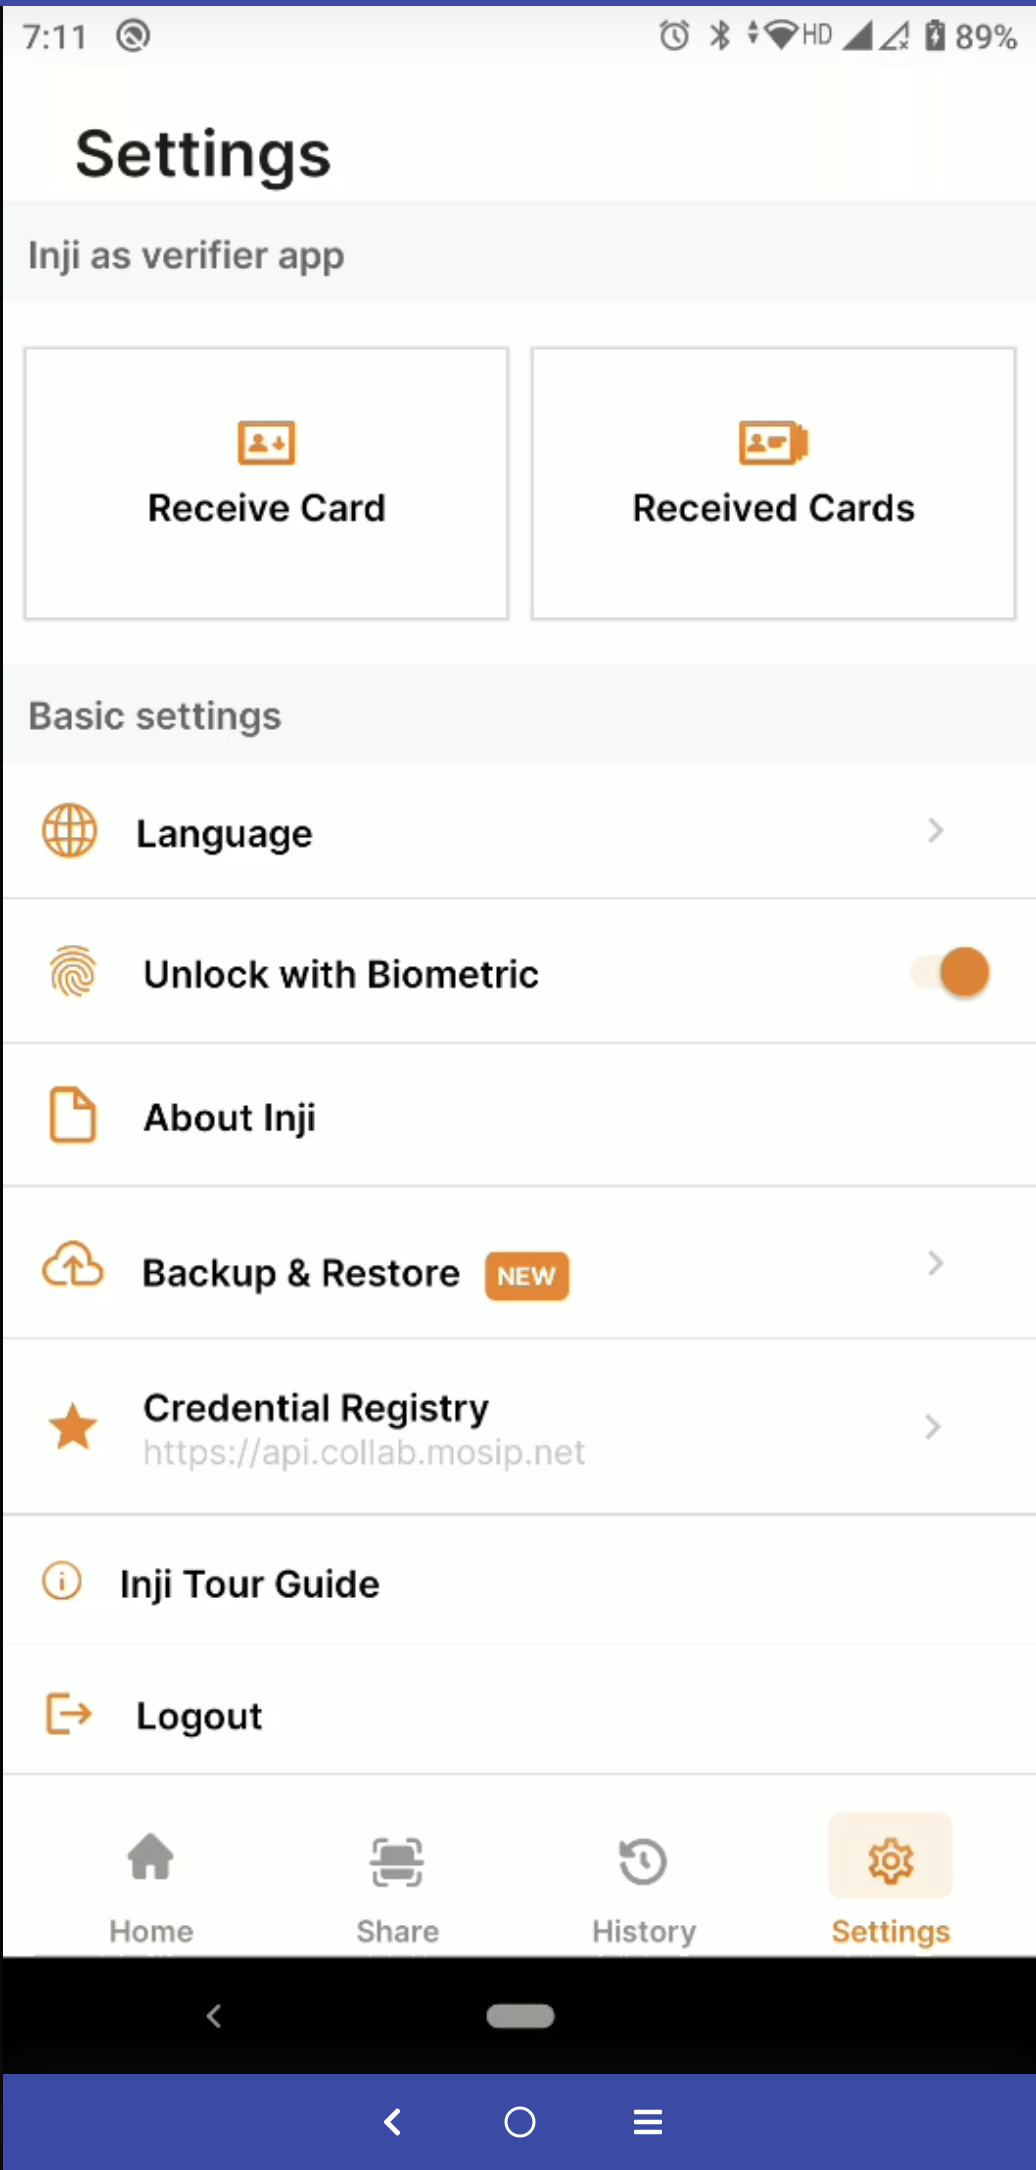 7:11 HD 89%
Settings
Inji as verifier app
Receive Card Received Cards
Basic settings
Language
Unlock with Biometric
About Inji
Backup & Restore NEW
Credential Registry
https://api.collab.mosip.net
Inji Tour Guide
Logout
Home Share History Settings